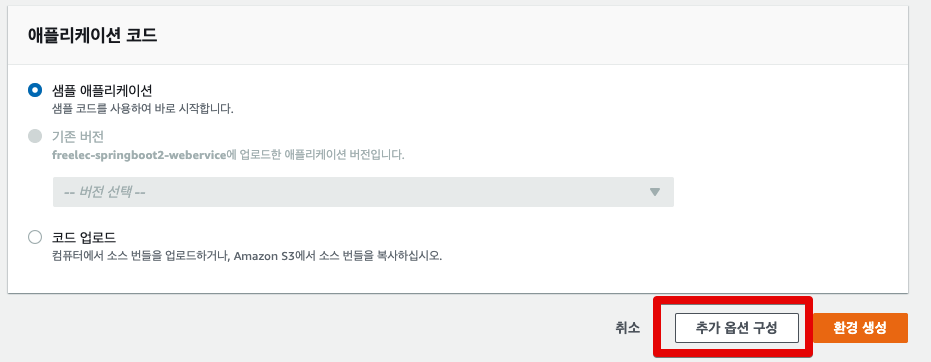 애플리케이션 코드
샘플 애플리케이션
샘플 코드를 사용하여 바로 시작합니다.
기존 버전
freelec-springboot2-webervice에 업로드한 애플리케이션 버전입니다.
-- 버전 선택 --
코드 업로드
컴퓨터에서 소스 번들을 업로드하거나, Amazon S3에서 소스 번들을 복사하십시오.
취소 추가 옵션 구성 환경 생성